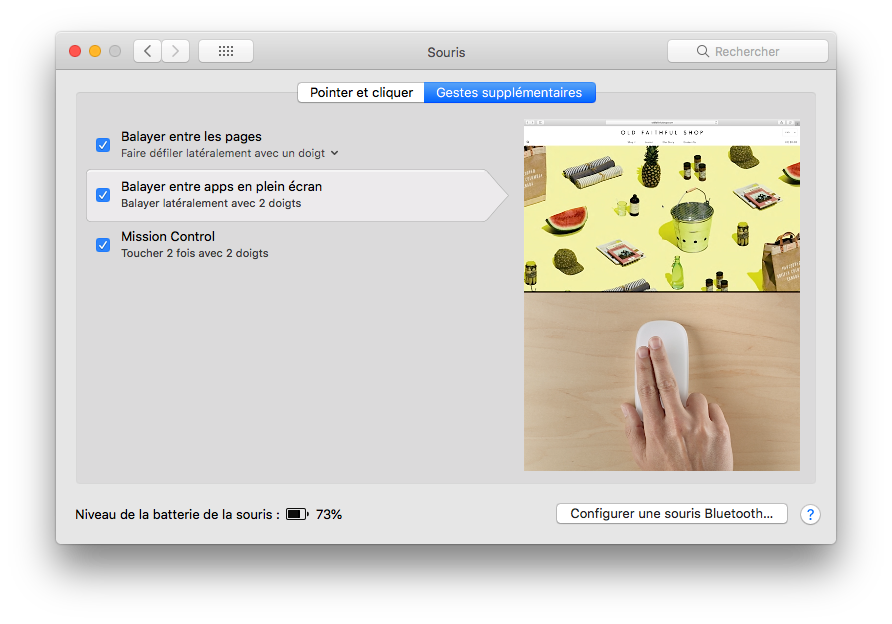 Souris
Rechercher
Pointer et cliquer
Gestes supplémentaires
Balayer entre les pages
Faire défiler latéralement avec un doigt
Balayer entre apps en plein écran
Balayer latéralement avec 2 doigts
Mission Control
Toucher 2 fois avec 2 doigts
OLD FAITHFUL SHOP
Niveau de la batterie de la souris : 73%
Configurer une souris Bluetooth...
?